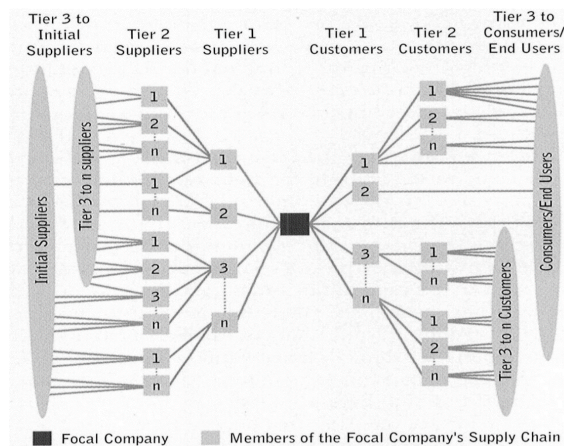 Tier 3 to
Initial
Suppliers
Tier 2
Suppliers
Tier 1
Suppliers
Tier 1
Customers
Tier 2
Customers
Tier 3 to
Consumers/
End Users
Initial Suppliers
Tier 3 to n suppliers
1
2
n
1
n
1
2
3
n
1
n
1
2
3
n
1
2
3
n
1
2
n
1
n
1
2
n
Tier 3 to n Customers
Consumers/End Users
Focal Company
Members of the Focal Company's Supply Chain